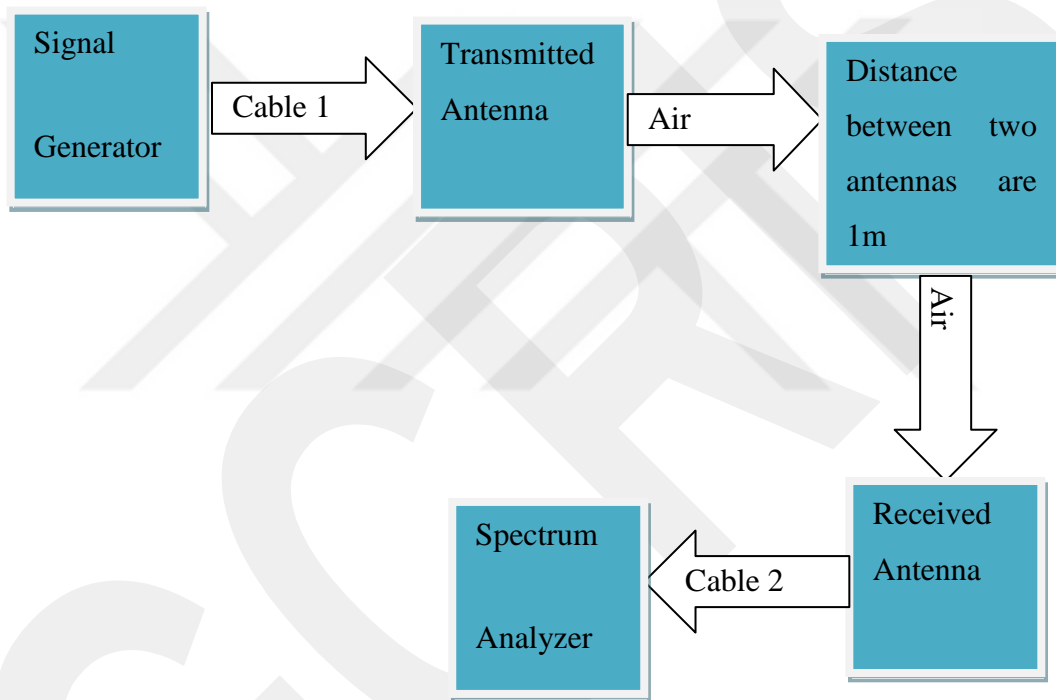 Signal
Generator
Cable 1
Transmitted
Antenna
Air
Distance
between two
antennas are
1m
Air
Received
Antenna
Cable 2
Spectrum
Analyzer